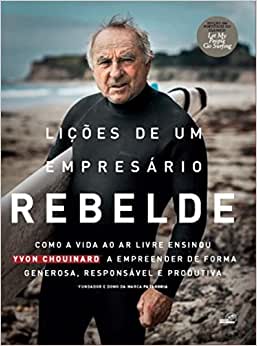 Let My
People
Go Surfing
LIÇÕES DE UM
EMPRESÁRIO
REBELDE
COMO A VIDA AO AR LIVRE ENSINOU
YVON CHOUINARD A EMPREENDER DE FORMA
GENEROSA, RESPONSÁVEL E PRODUTIVA
FUNDADOR E DONO DA MARCA PATAGONIA